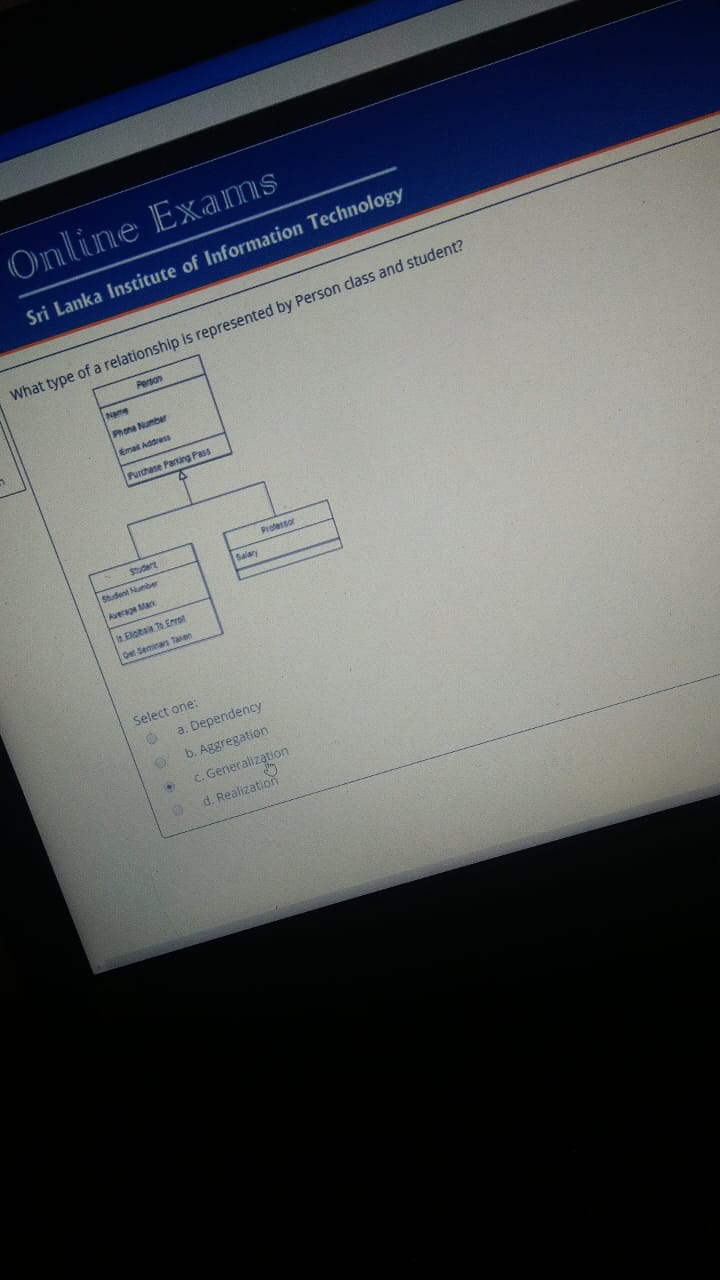 Online Exams
Sri Lanka Institute of Information Technology
What type of a relationship is represented by Person class and student?
Person
Name
Phone Number
Email Address
Purchase Parking Pass
Student
Student Number
Average Mark
Is Eligibale To Enroll
Get Seminars Taken
Professor
Salary
Select one:
a. Dependency
b. Aggregation
c. Generalization
d. Realization